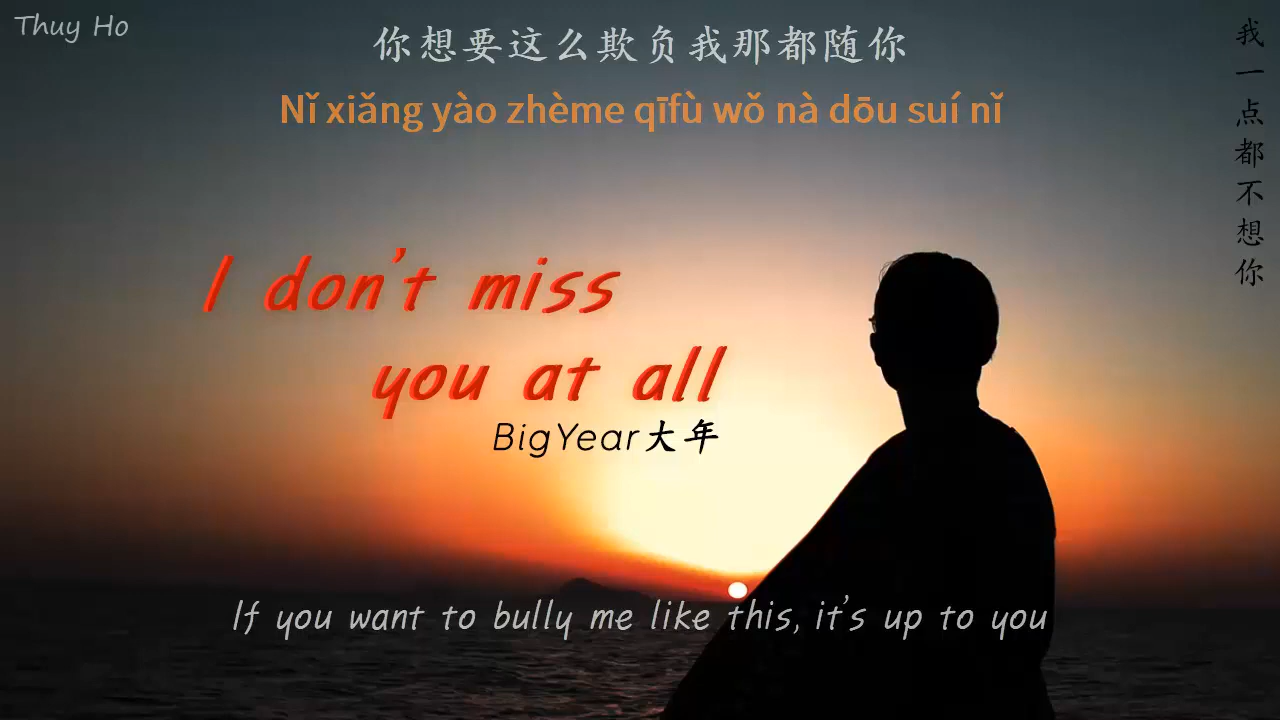 Thuy Ho
你想要这么欺负我那都随你
Nǐ xiǎng yào zhème qīfù wǒ nà dōu suí nǐ
我一点都不想你
I don't miss
you at all
BigYear大年
If you want to bully me like this, it's up to you